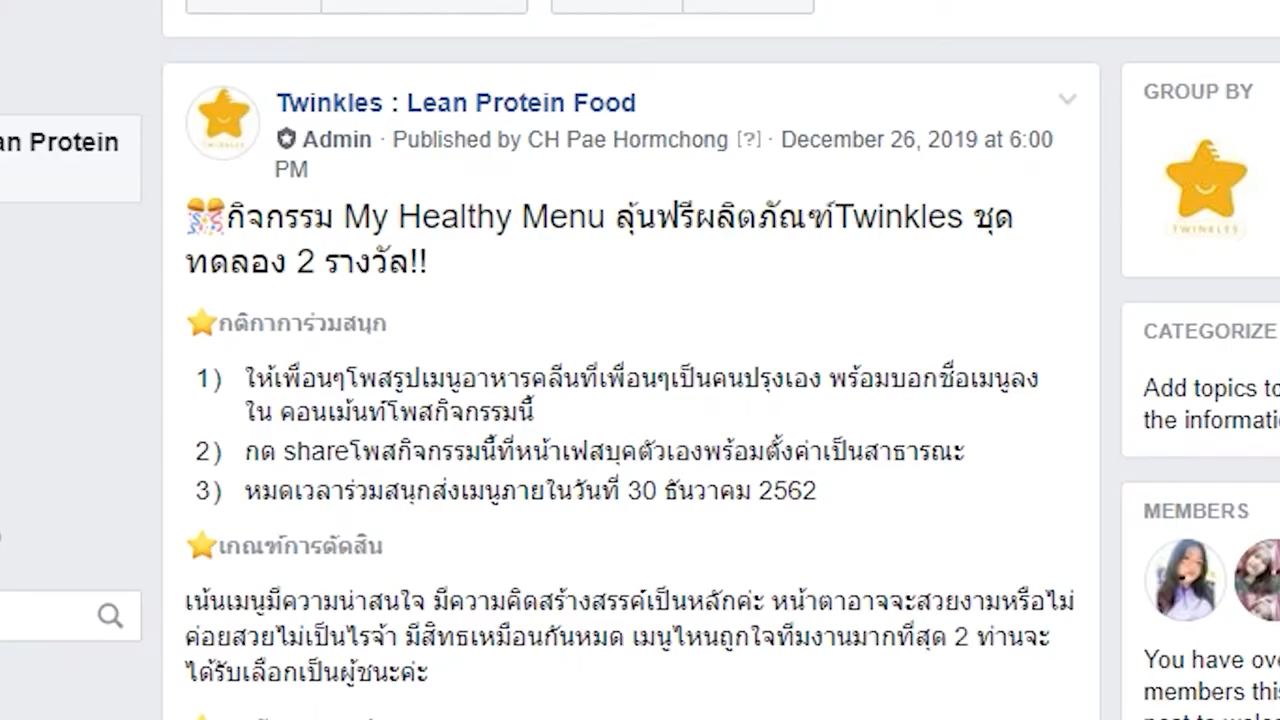 an Protein
Twinkles : Lean Protein Food
Admin · Published by CH Pae Hormchong [?] · December 26, 2019 at 6:00
PM
กิจกรรม My Healthy Menu ลุ้นฟรีผลิตภัณฑ์Twinkles ชุด
ทดลอง 2 รางวัล!!
กติกาการ่วมสนุก
1) ให้เพื่อนๆโพสรูปเมนูอาหารคลีนที่เพื่อนๆเป็นคนปรุงเอง พร้อมบอกชื่อเมนูลง
ใน คอนเม้นท์โพสกิจกรรมนี้
2) กด shareโพสกิจกรรมนี้ที่หน้าเฟสบุคตัวเองพร้อมตั้งค่าเป็นสาธารณะ
3) หมดเวลาร่วมสนุกส่งเมนูภายในวันที่ 30 ธันวาคม 2562
เกณฑ์การตัดสิน
เน้นเมนูมีความน่าสนใจ มีความคิดสร้างสรรค์เป็นหลักค่ะ หน้าตาอาจจะสวยงามหรือไม่
ค่อยสวยไม่เป็นไรจ้า มีสิทธเหมือนกันหมด เมนูไหนถูกใจทีมงานมากที่สุด 2 ท่านจะ
ได้รับเลือกเป็นผู้ชนะค่ะ
GROUP BY
TWINKLES
CATEGORIZE
Add topics to
the informati
MEMBERS
You have ov
members this